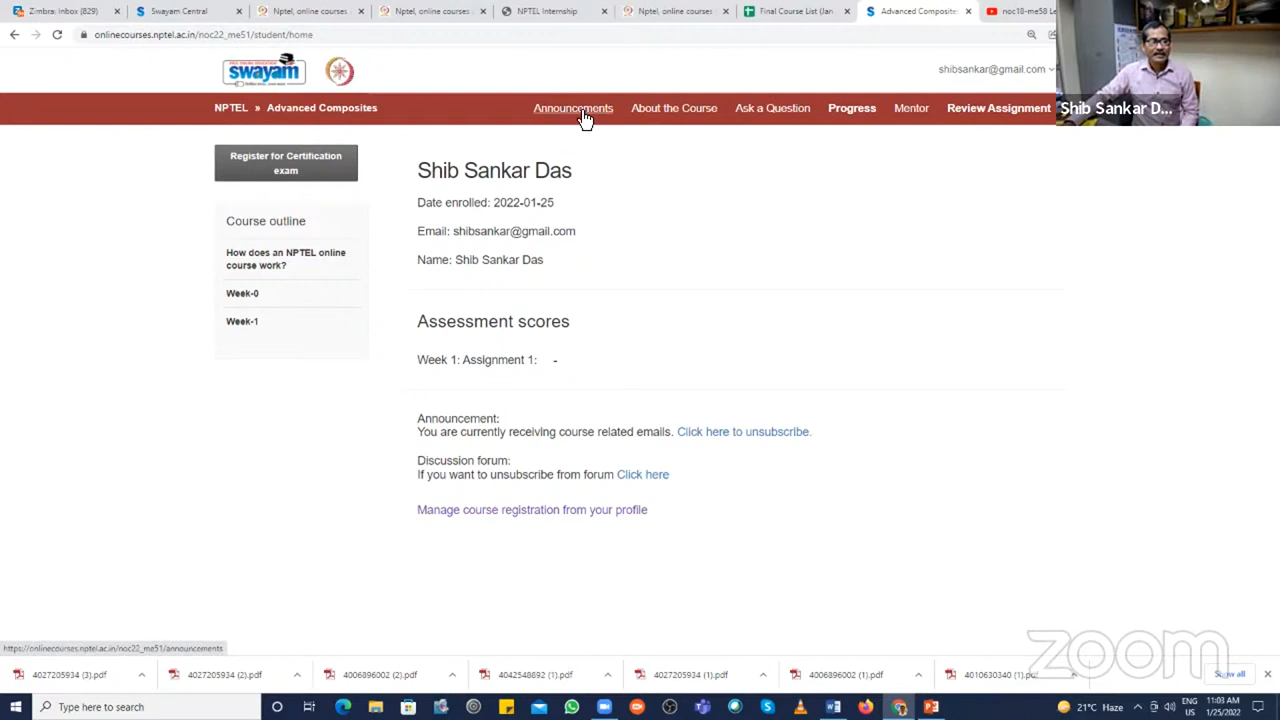 Zimbra: Inbox (829)
Swayam Central
Nptel, online courses
Nptel, online courses
NPTEL Internship
Nptel, online courses
Final Course List (Jan
Advanced Composites
noc18-me58 Le
onlinecourses.nptel.ac.in/noc22_me51/student/home
swayam
shibsankar@gmail.com
Shib Sankar D...
NPTEL » Advanced Composites
Announcements
About the Course
Ask a Question
Progress
Mentor
Review Assignment
Register for Certification
exam
Course outline
How does an NPTEL online
course work?
Week-0
Week-1
Shib Sankar Das
Date enrolled: 2022-01-25
Email: shibsankar@gmail.com
Name: Shib Sankar Das
Assessment scores
Week 1: Assignment 1: -
Announcement:
You are currently receiving course related emails. Click here to unsubscribe.
Discussion forum:
If you want to unsubscribe from forum Click here
Manage course registration from your profile
zoom
https://onlinecourses.nptel.ac.in/noc22_me51/announcements
4027205934 (3).pdf
4027205934 (2).pdf
4006896002 (2).pdf
4042548892 (1).pdf
4027205934 (1).pdf
4006896002 (1).pdf
4010630340 (1).pdf
Show all
Type here to search
21°C Haze
ENG
US
11:03 AM
1/25/2022